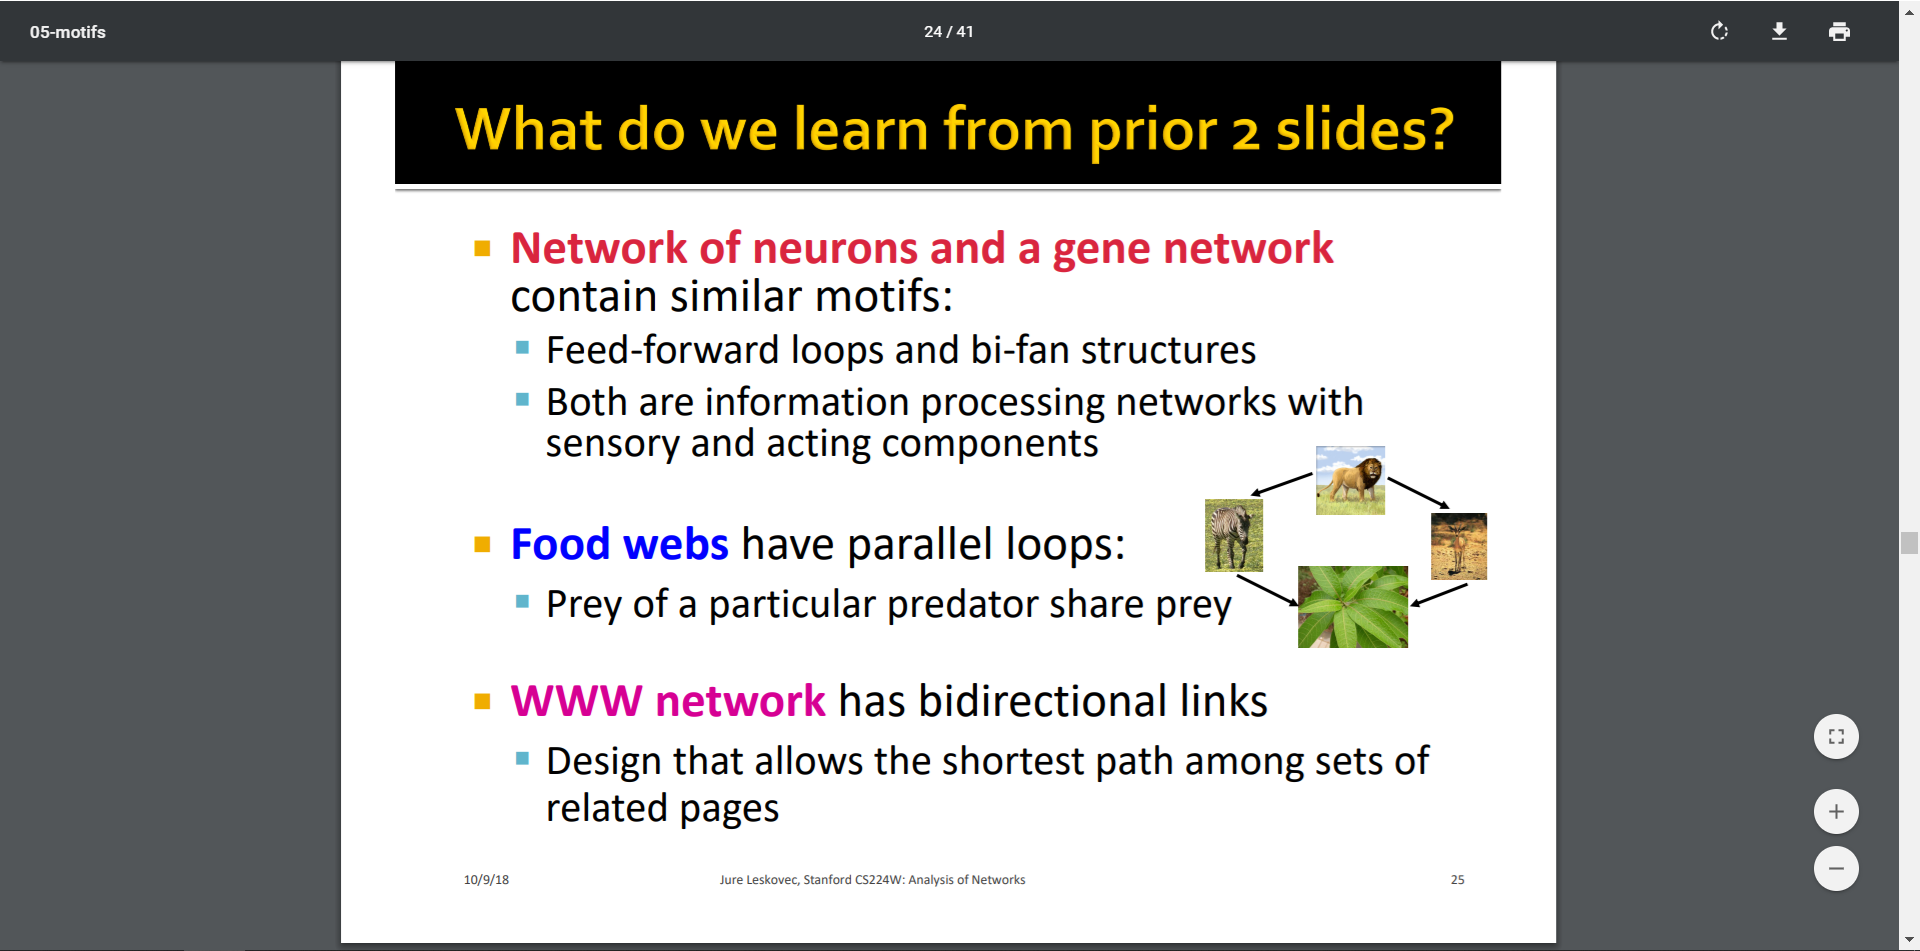 05-motifs
24 / 41
What do we learn from prior 2 slides?
Network of neurons and a gene network
contain similar motifs:
Feed-forward loops and bi-fan structures
Both are information processing networks with
sensory and acting components
Food webs have parallel loops:
Prey of a particular predator share prey
WWW network has bidirectional links
Design that allows the shortest path among sets of
related pages
10/9/18
Jure Leskovec, Stanford CS224W: Analysis of Networks
25